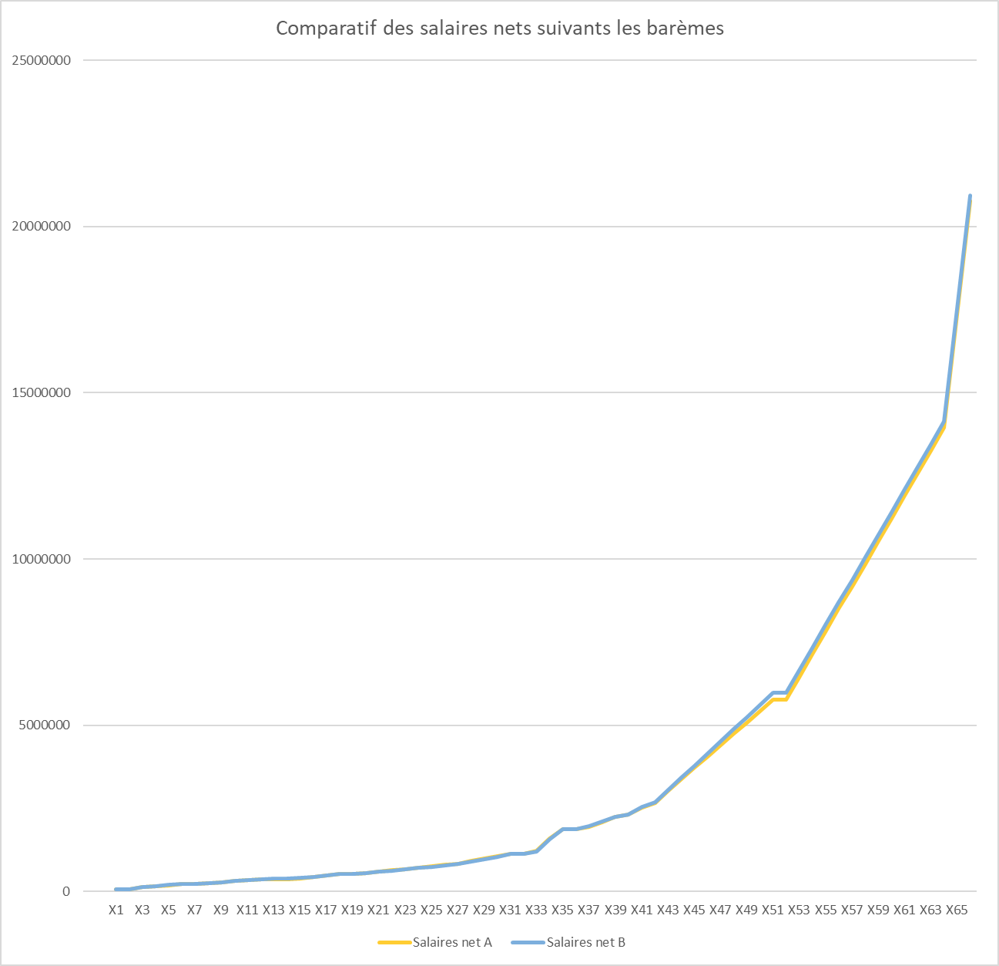 Comparatif des salaires nets suivants les barèmes
25000000
20000000
15000000
10000000
5000000
0
X1 X3 X5 X7 X9 X11 X13 X15 X17 X19 X21 X23 X25 X27 X29 X31 X33 X35 X37 X39 X41 X43 X45 X47 X49 X51 X53 X55 X57 X59 X61 X63 X65
Salaires net A Salaires net B